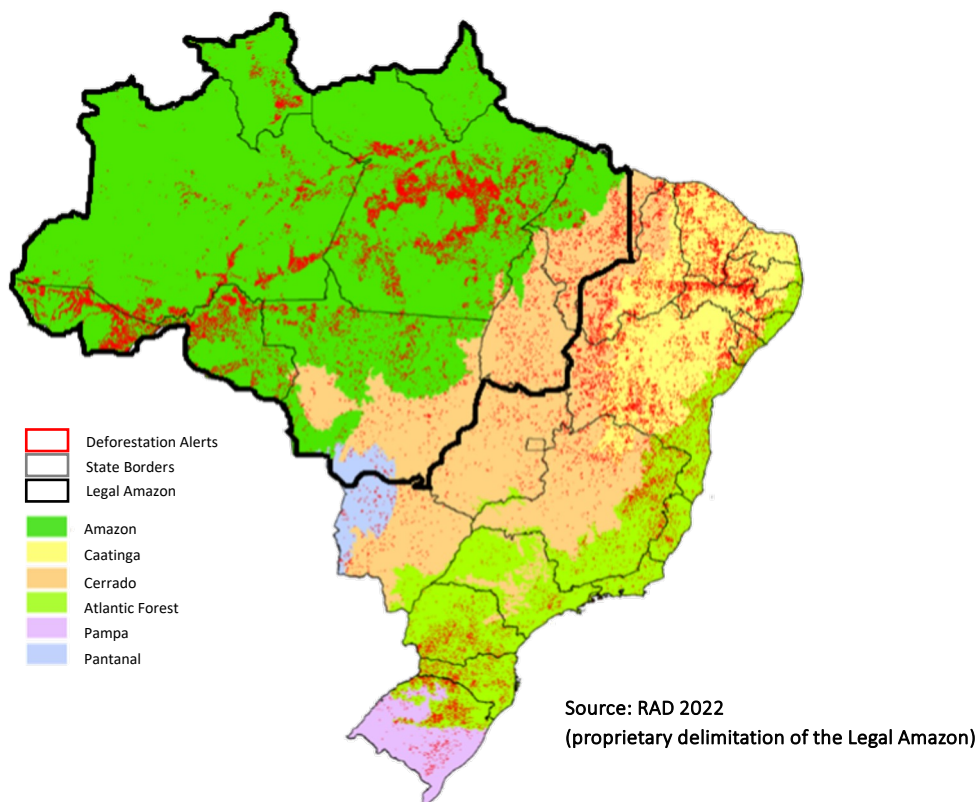 Deforestation Alerts
State Borders
Legal Amazon
Amazon
Caatinga
Cerrado
Atlantic Forest
Pampa
Pantanal
Source: RAD 2022
(proprietary delimitation of the Legal Amazon)